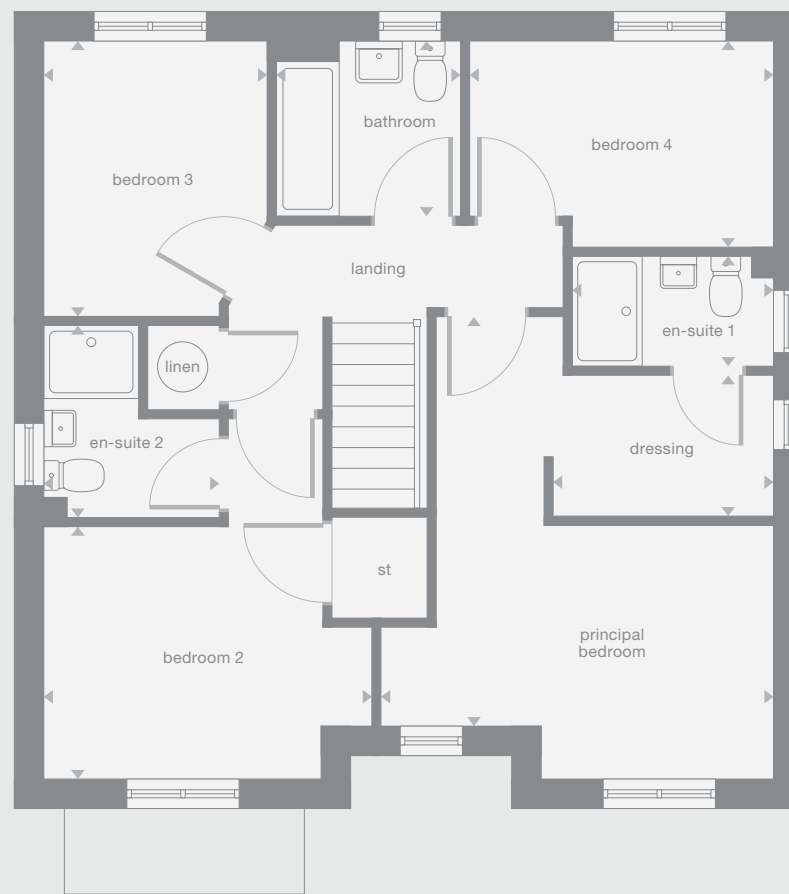 bathroom
bedroom 4
bedroom 3
landing
en-suite 1
linen
en-suite 2
dressing
st
principal
bedroom
bedroom 2